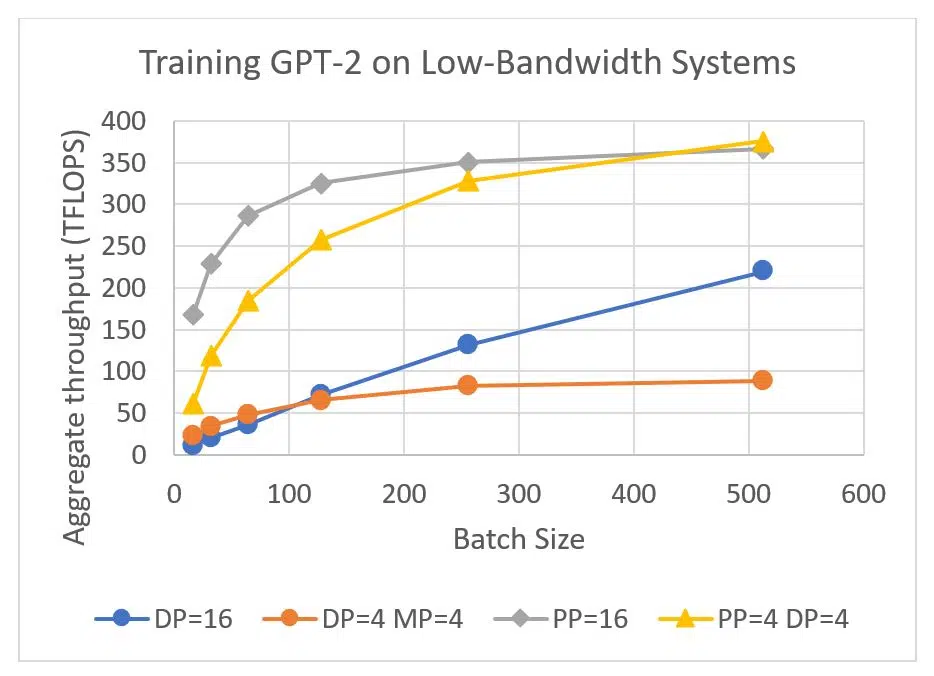 Training GPT-2 on Low-Bandwidth Systems
Aggregate throughput (TFLOPS)
400
350
300
250
200
150
100
50
0
0 100 200 300 400 500 600
Batch Size
DP=16 DP=4 MP=4 PP=16 PP=4 DP=4